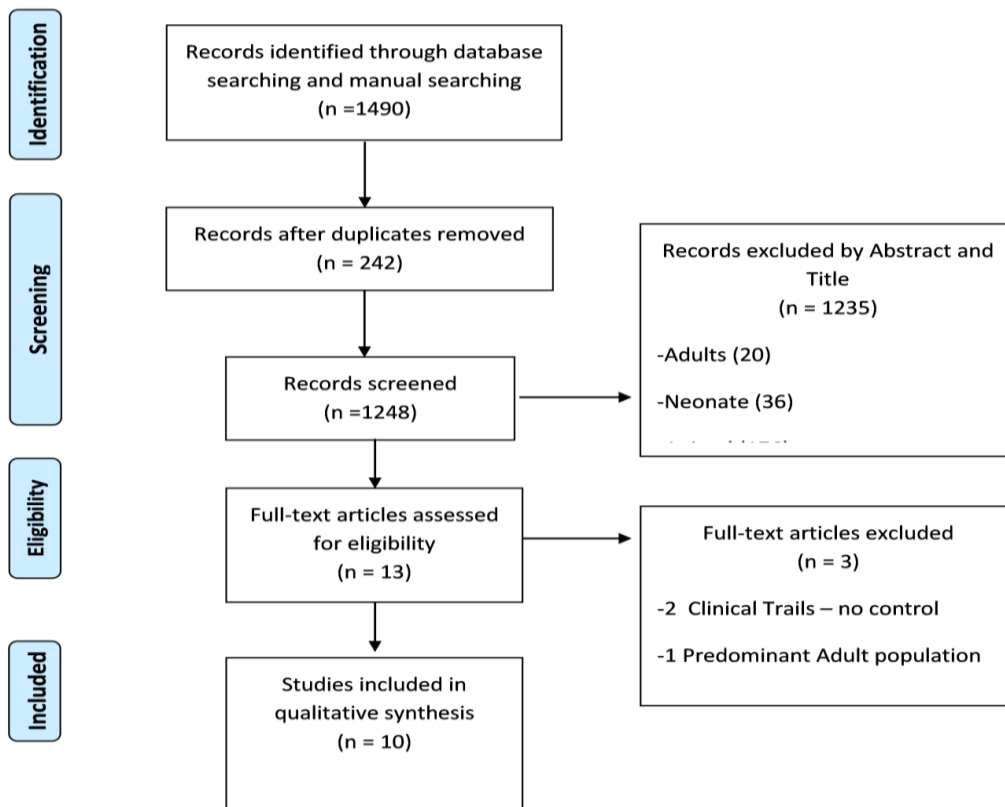 Identification
Records identified through database
searching and manual searching
(n =1490)
Screening
Records after duplicates removed
(n = 242)
Records excluded by Abstract and
Title
(n = 1235)
-Adults (20)
-Neonate (36)
Records screened
(n =1248)
Eligibility
Full-text articles assessed
for eligibility
(n = 13)
Full-text articles excluded
(n = 3)
-2 Clinical Trails – no control
-1 Predominant Adult population
Included
Studies included in
qualitative synthesis
(n = 10)